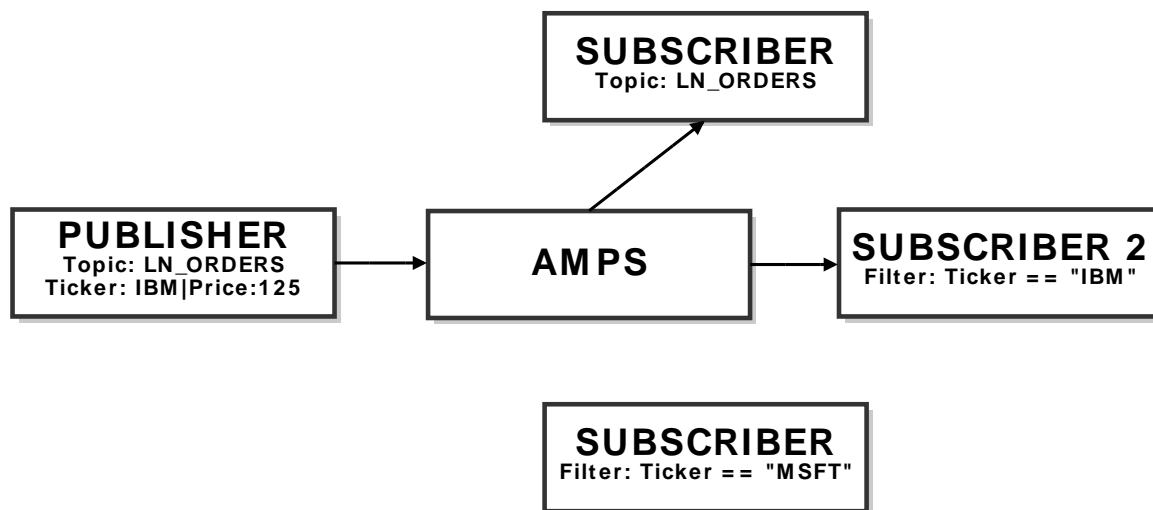 SUBSCRIBER
Topic: LN_ORDERS
PUBLISHER
Topic: LN_ORDERS
Ticker: IBM|Price:125
AMPS
SUBSCRIBER 2
Filter: Ticker == "IBM"
SUBSCRIBER
Filter: Ticker == "MSFT"